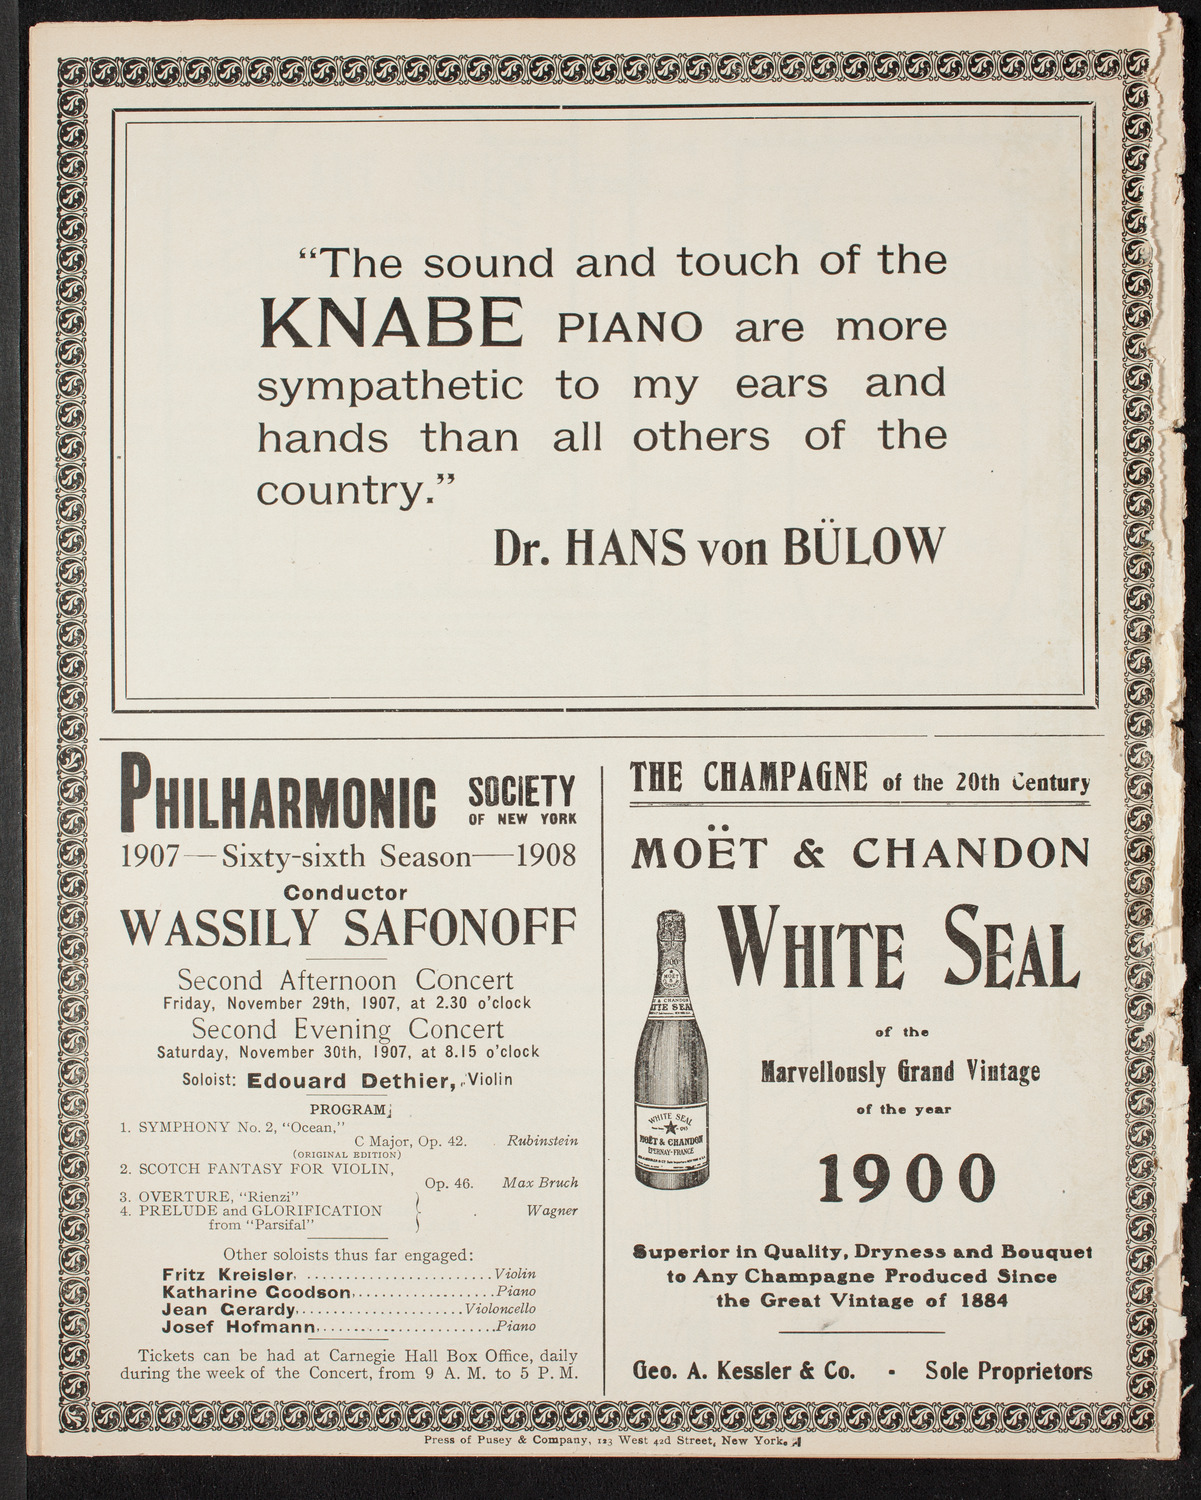 “The sound and touch of the
KNABE PIANO are more
sympathetic to my ears and
hands than all others of the
country.”
Dr. HANS von BÜLOW
PHILHARMONIC SOCIETY
OF NEW YORK
1907—Sixty-sixth Season—1908
Conductor
WASSILY SAFONOFF
Second Afternoon Concert
Friday, November 29th, 1907, at 2.30 o'clock
Second Evening Concert
Saturday, November 30th, 1907, at 8.15 o'clock
Soloist: Edouard Dethier, Violin
PROGRAM
1. SYMPHONY No. 2, “Ocean,”
C Major, Op. 42. Rubinstein
(ORIGINAL EDITION)
2. SCOTCH FANTASY FOR VIOLIN,
Op. 46. Max Bruch
3. OVERTURE, “Rienzi”
4. PRELUDE and GLORIFICATION . Wagner
from “Parsifal”
Other soloists thus far engaged:
Fritz Kreisler, ........................Violin
Katharine Goodson,..................Piano
Jean Gerardy,......................Violoncello
Josef Hofmann,.......................Piano
Tickets can be had at Carnegie Hall Box Office, daily
during the week of the Concert, from 9 A. M. to 5 P. M.
THE CHAMPAGNE of the 20th Century
MOËT & CHANDON
WHITE SEAL
of the
Marvellously Grand Vintage
of the year
1900
WHITE SEAL
MOËT & CHANDON
Superior in Quality, Dryness and Bouquet
to Any Champagne Produced Since
the Great Vintage of 1884
Geo. A. Kessler & Co. - Sole Proprietors
Press of Pusey & Company, 123 West 42d Street, New York.